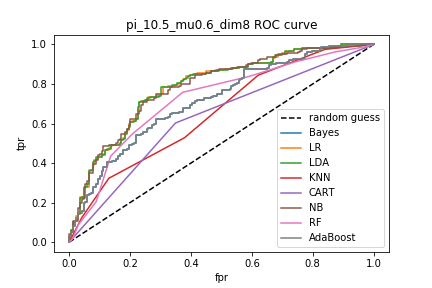 pi_10.5_mu0.6_dim8 ROC curve
1.0
0.8
0.6
0.4
0.2
0.0
tpr
random guess
Bayes
LR
LDA
KNN
CART
NB
RF
AdaBoost
0.0 0.2 0.4 0.6 0.8 1.0
fpr